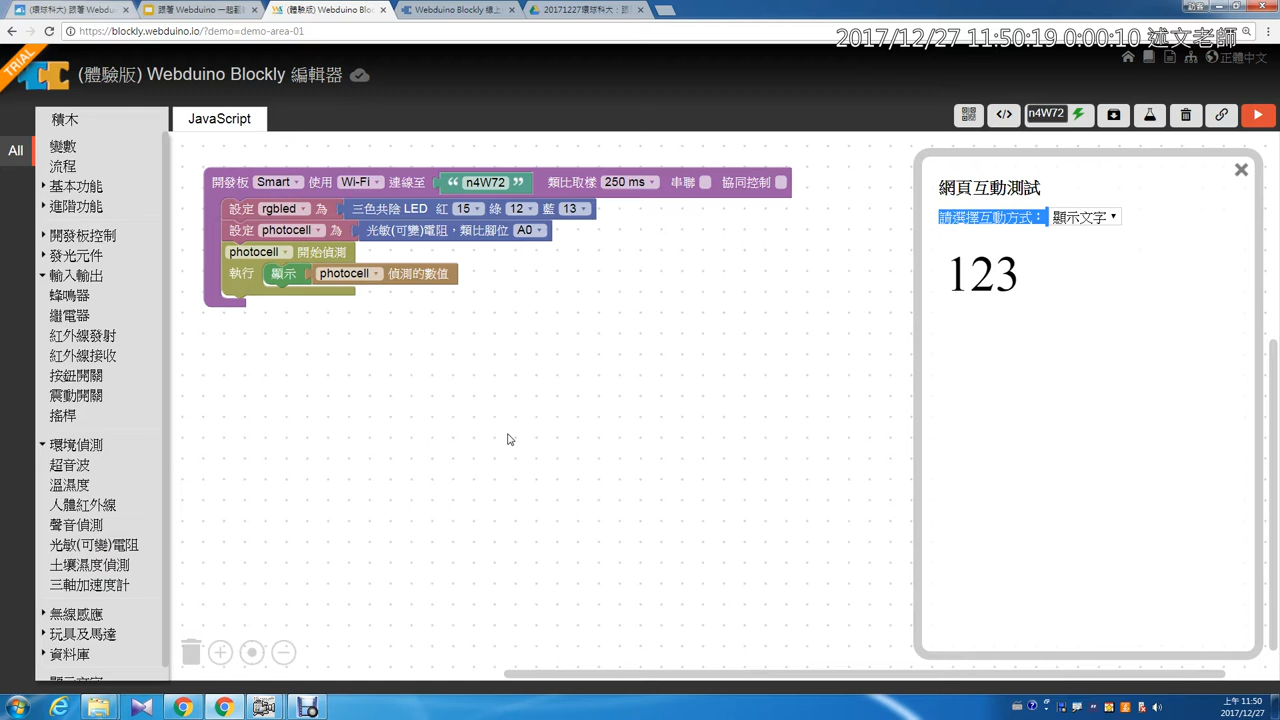 (環球科大) 跟著 Webdu
跟著 Webduino 一起翻
(體驗版) Webduino Bloc
Webduino Blockly 線上
20171227環球科大：跟
訪客
https://blockly.webduino.io/?demo=demo-area-01
2017/12/27 11:50:19 0:00:10 述文老師
TRIAL
(體驗版) Webduino Blockly 編輯器
正體中文
積木
JavaScript
n4W72
All
變數
流程
基本功能
進階功能
開發板控制
發光元件
輸入輸出
蜂鳴器
繼電器
紅外線發射
紅外線接收
按鈕開關
震動開關
搖桿
環境偵測
超音波
溫濕度
人體紅外線
聲音偵測
光敏(可變)電阻
土壤濕度偵測
三軸加速度計
無線感應
玩具及馬達
資料庫
開發板 Smart 使用 Wi-Fi 連線至 “ n4W72 ” 類比取樣 250 ms 串聯 協同控制
設定 rgbled 為 三色共陰 LED 紅 15 綠 12 藍 13
設定 photocell 為 光敏(可變)電阻，類比腳位 A0
photocell 開始偵測
執行 顯示 photocell 偵測的數值
網頁互動測試
請選擇互動方式： 顯示文字
123
上午 11:50
2017/12/27